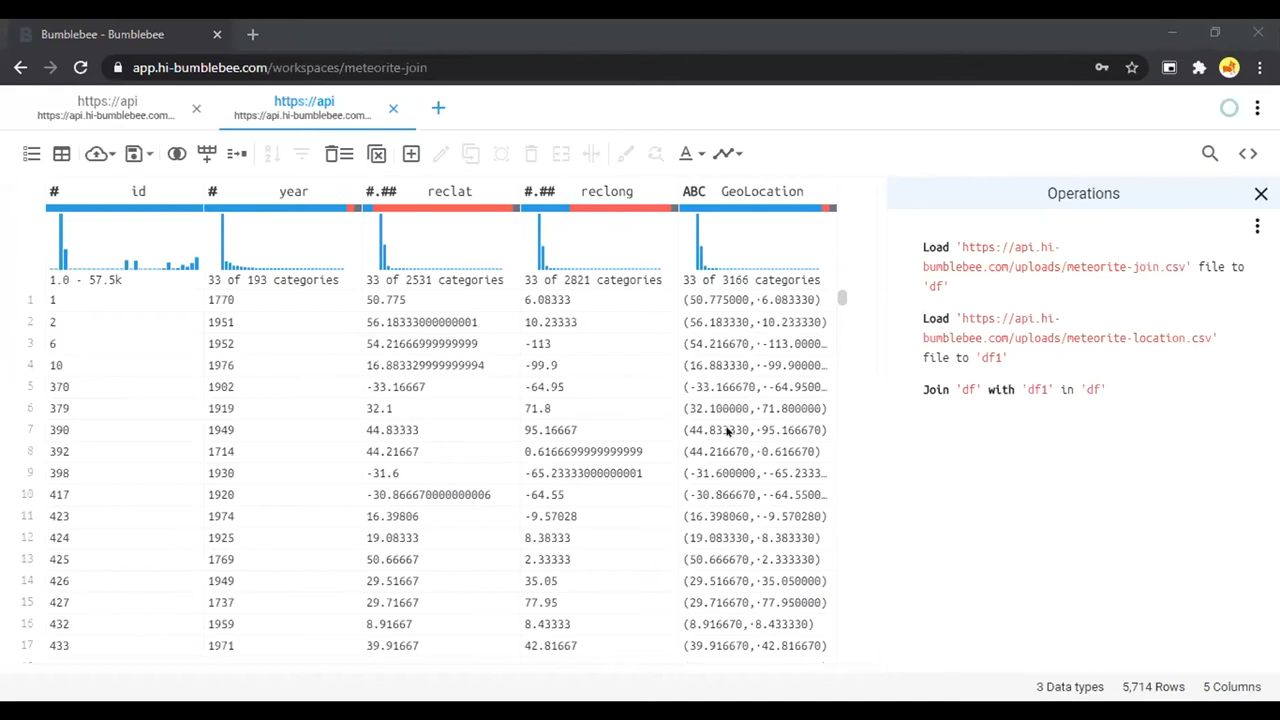 Bumblebee - Bumblebee
app.hi-bumblebee.com/workspaces/meteorite-join
https://api
https://api.hi-bumblebee.com...
https://api
https://api.hi-bumblebee.com...
# id # year #.## reclat #.## reclong ABC GeoLocation
1.0 - 57.5k 33 of 193 categories 33 of 2531 categories 33 of 2821 categories 33 of 3166 categories
1 1 1770 50.775 6.08333 (50.775000,·6.083330)
2 2 1951 56.18333000000001 10.23333 (56.183330,·10.233330)
3 6 1952 54.21666999999999 -113 (54.216670,·-113.0000…
4 10 1976 16.883329999999994 -99.9 (16.883330,·-99.90000…
5 370 1902 -33.16667 -64.95 (-33.166670,·-64.9500…
6 379 1919 32.1 71.8 (32.100000,·71.800000)
7 390 1949 44.83333 95.16667 (44.833330,·95.166670)
8 392 1714 44.21667 0.6166699999999999 (44.216670,·0.616670)
9 398 1930 -31.6 -65.23333000000001 (-31.600000,·-65.2333…
10 417 1920 -30.866670000000006 -64.55 (-30.866670,·-64.5500…
11 423 1974 16.39806 -9.57028 (16.398060,·-9.570280)
12 424 1925 19.08333 8.38333 (19.083330,·8.383330)
13 425 1769 50.66667 2.33333 (50.666670,·2.333330)
14 426 1949 29.51667 35.05 (29.516670,·35.050000)
15 427 1737 29.71667 77.95 (29.716670,·77.950000)
16 432 1959 8.91667 8.43333 (8.916670,·8.433330)
17 433 1971 39.91667 42.81667 (39.916670,·42.816670)
Operations
Load 'https://api.hi-
bumblebee.com/uploads/meteorite-join.csv' file to
'df'
Load 'https://api.hi-
bumblebee.com/uploads/meteorite-location.csv'
file to 'df1'
Join 'df' with 'df1' in 'df'
3 Data types 5,714 Rows 5 Columns